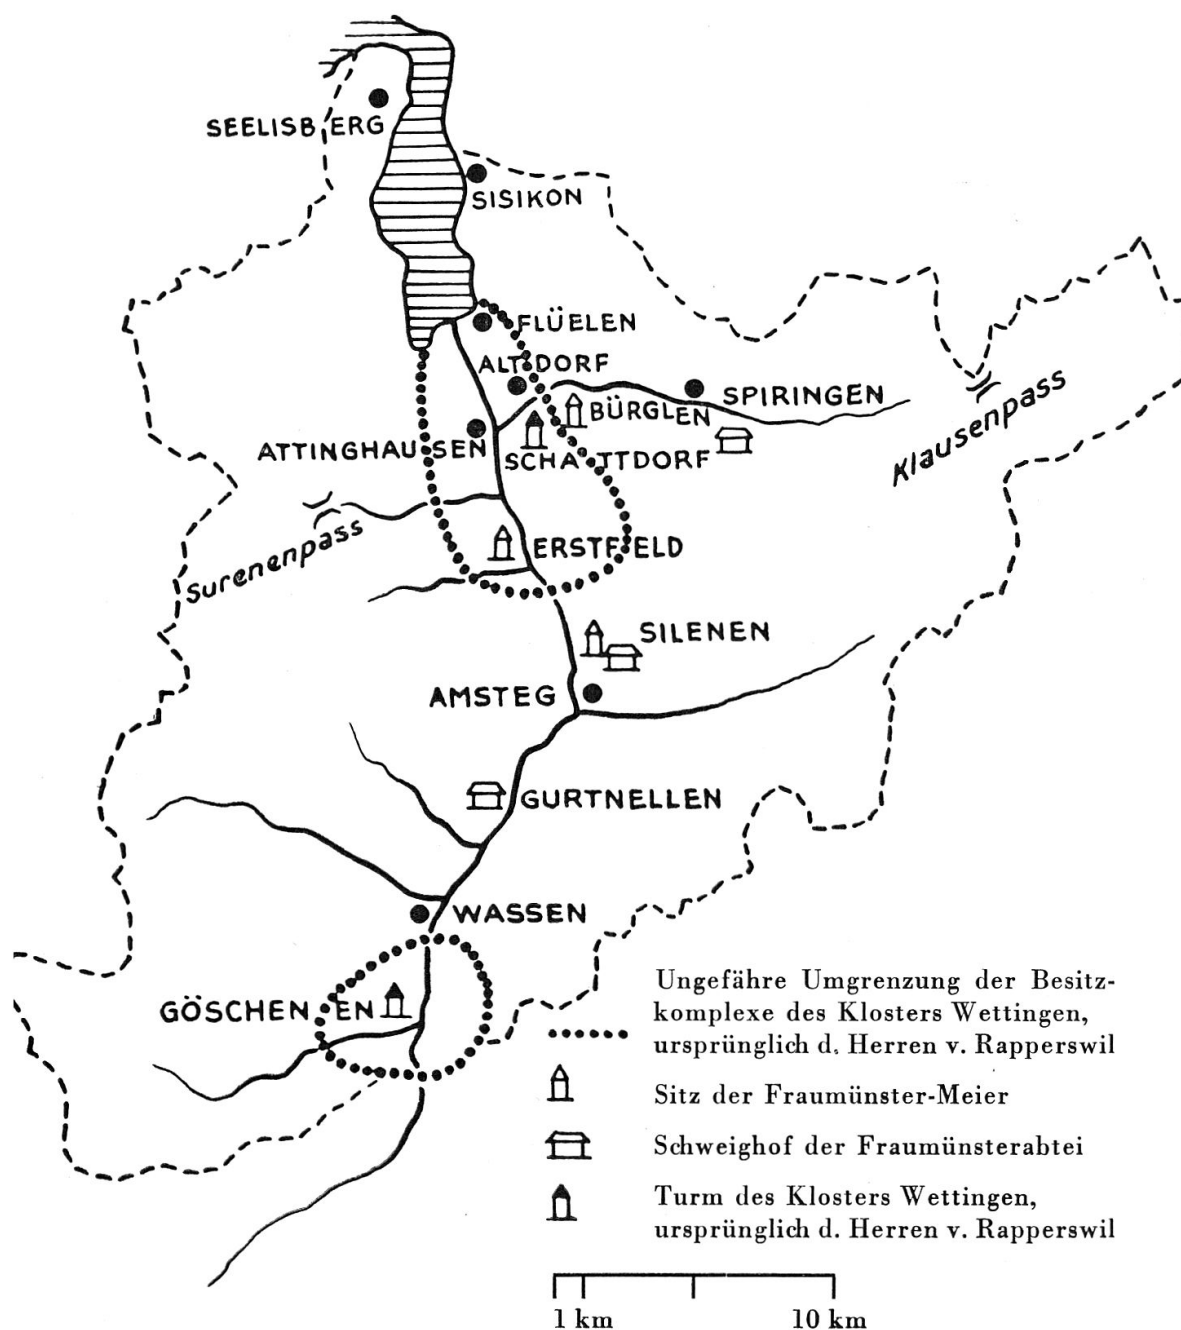 SEELISBERG
SISIKON
FLÜELEN
ALTDORF
SPIRINGEN
BÜRGLEN
ATTINGHAUSEN
SCHATTDORF
Klausenpass
Surenenpass
ERSTFELD
SILENEN
AMSTEG
GURTNELLEN
WASSEN
GÖSCHENEN
Ungefähre Umgrenzung der Besitz-
komplexe des Klosters Wettingen,
ursprünglich d. Herren v. Rapperswil
Sitz der Fraumünster-Meier
Schweighof der Fraumünsterabtei
Turm des Klosters Wettingen,
ursprünglich d. Herren v. Rapperswil
1 km 10 km